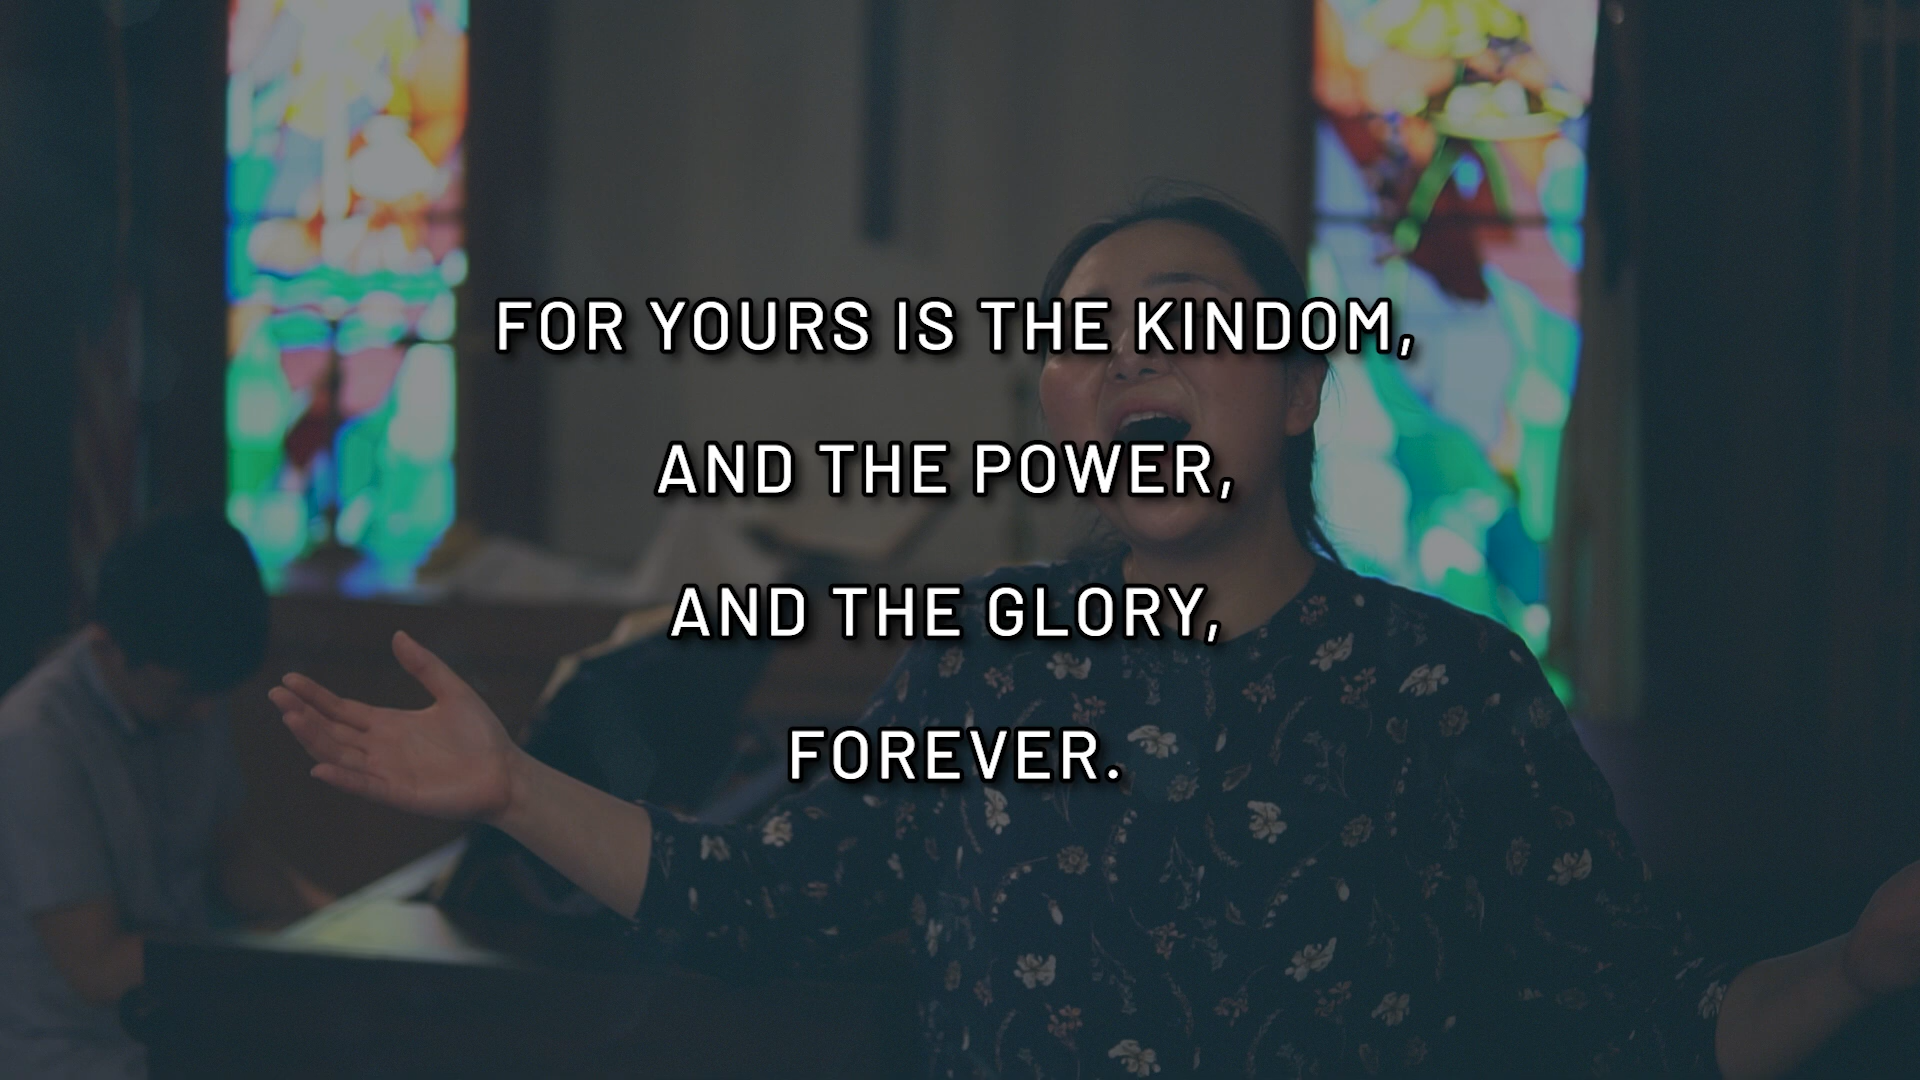 FOR YOURS IS THE KINDOM,
AND THE POWER,
AND THE GLORY,
FOREVER.